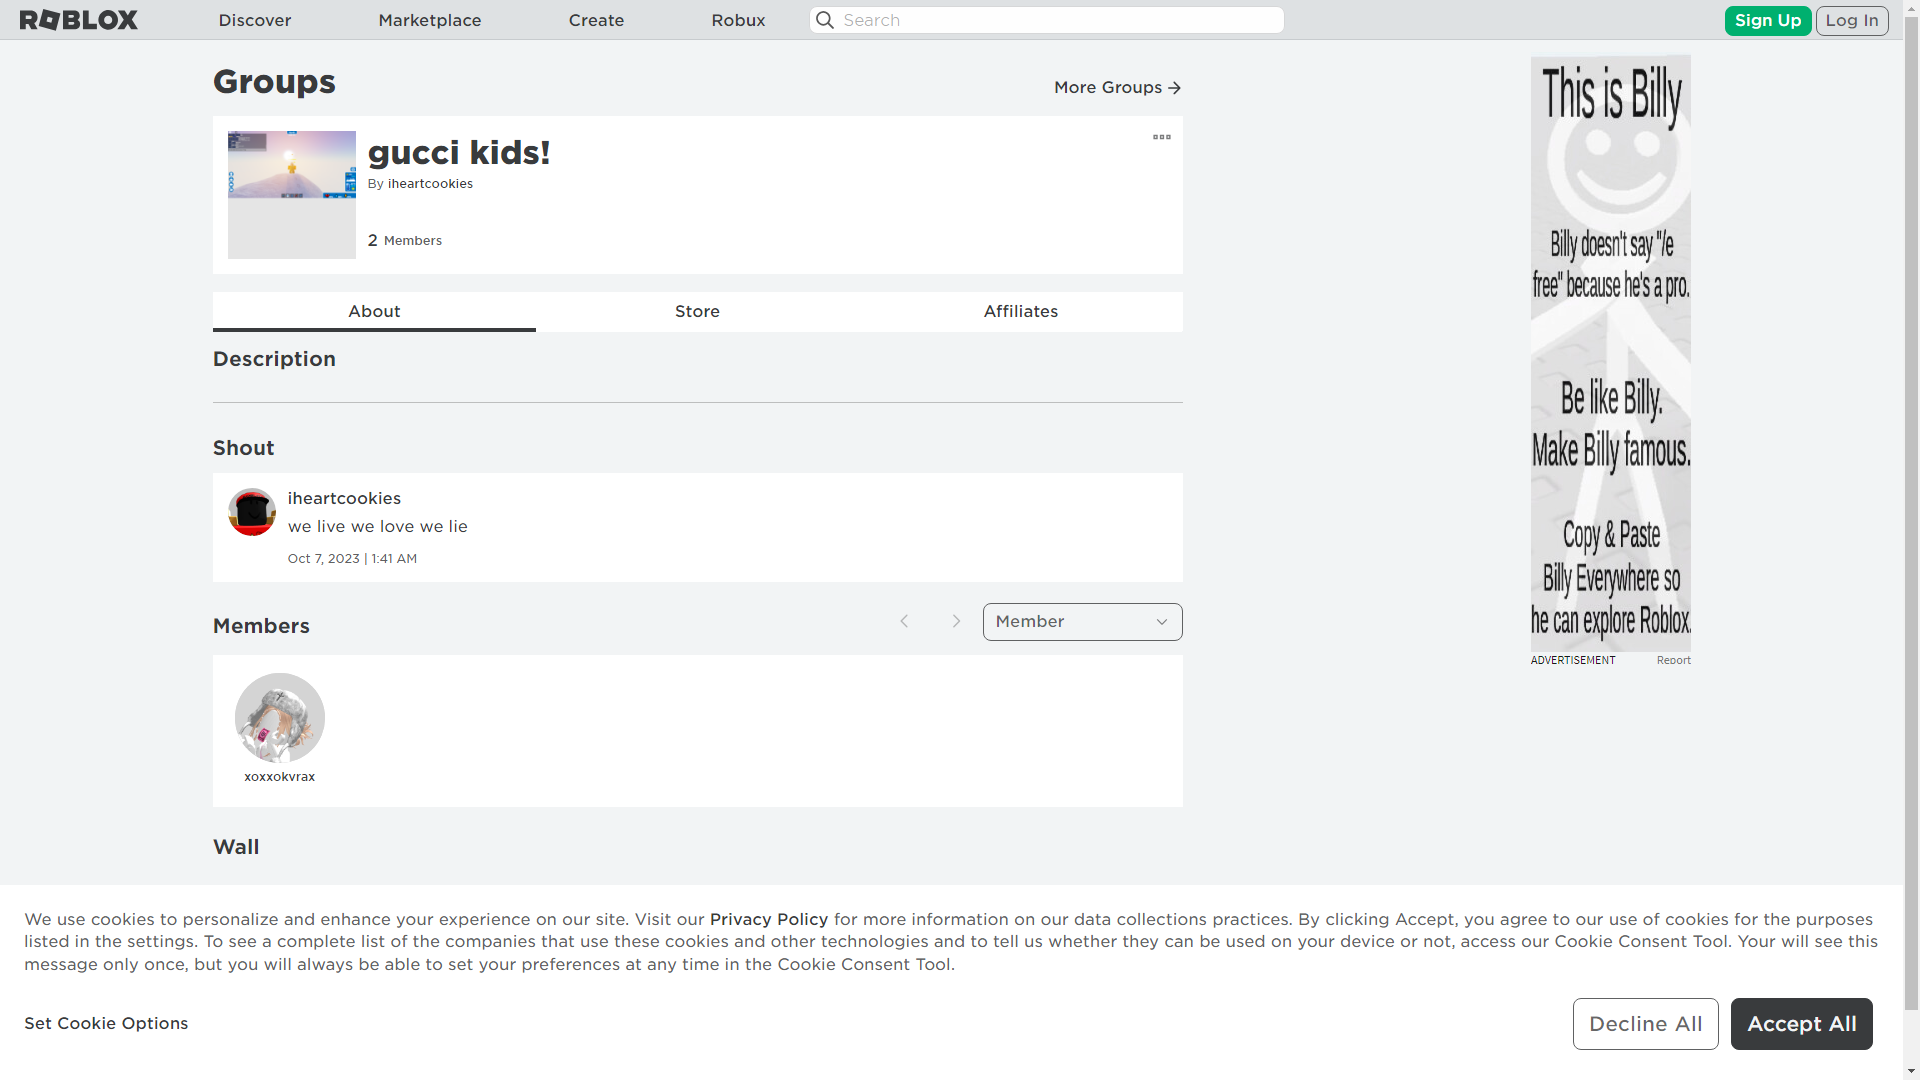 ROBLOX
Discover
Marketplace
Create
Robux
Search
Sign Up
Log In
Groups
More Groups
gucci kids!
By iheartcookies
2 Members
About
Store
Affiliates
Description
Shout
iheartcookies
we live we love we lie
Oct 7, 2023 | 1:41 AM
Members
Member
xoxxokvrax
Wall
This is Billy
Billy doesn't say "/e
free" because he's a pro.
Be like Billy.
Make Billy famous.
Copy & Paste
Billy Everywhere so
he can explore Roblox.
ADVERTISEMENT
Report
We use cookies to personalize and enhance your experience on our site. Visit our Privacy Policy for more information on our data collections practices. By clicking Accept, you agree to our use of cookies for the purposes
listed in the settings. To see a complete list of the companies that use these cookies and other technologies and to tell us whether they can be used on your device or not, access our Cookie Consent Tool. Your will see this
message only once, but you will always be able to set your preferences at any time in the Cookie Consent Tool.
Set Cookie Options
Decline All
Accept All